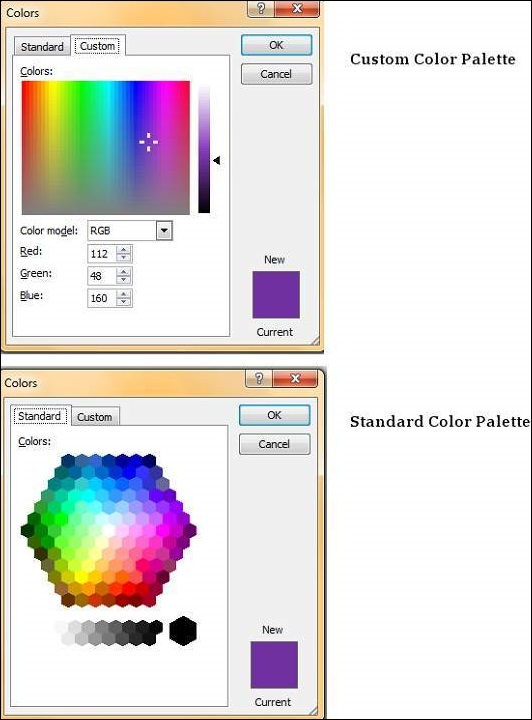 Colors
?
X
Standard
Custom
OK
Cancel
Colors:
Custom Color Palette
Color model:
RGB
Red:
112
Green:
48
Blue:
160
New
Current
Colors
?
X
Standard
Custom
OK
Cancel
Colors:
Standard Color Palette
New
Current